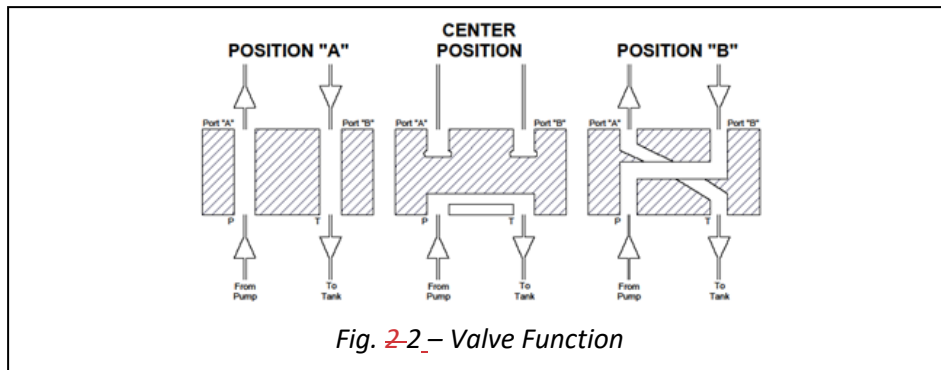 POSITION "A"
CENTER
POSITION
POSITION "B"
Port "A"
Port "B"
Port "A"
Port "B"
Port "A"
Port "B"
P
T
P
T
P
T
From
Pump
To
Tank
From
Pump
To
Tank
From
Pump
To
Tank
Fig. 2-2 – Valve Function